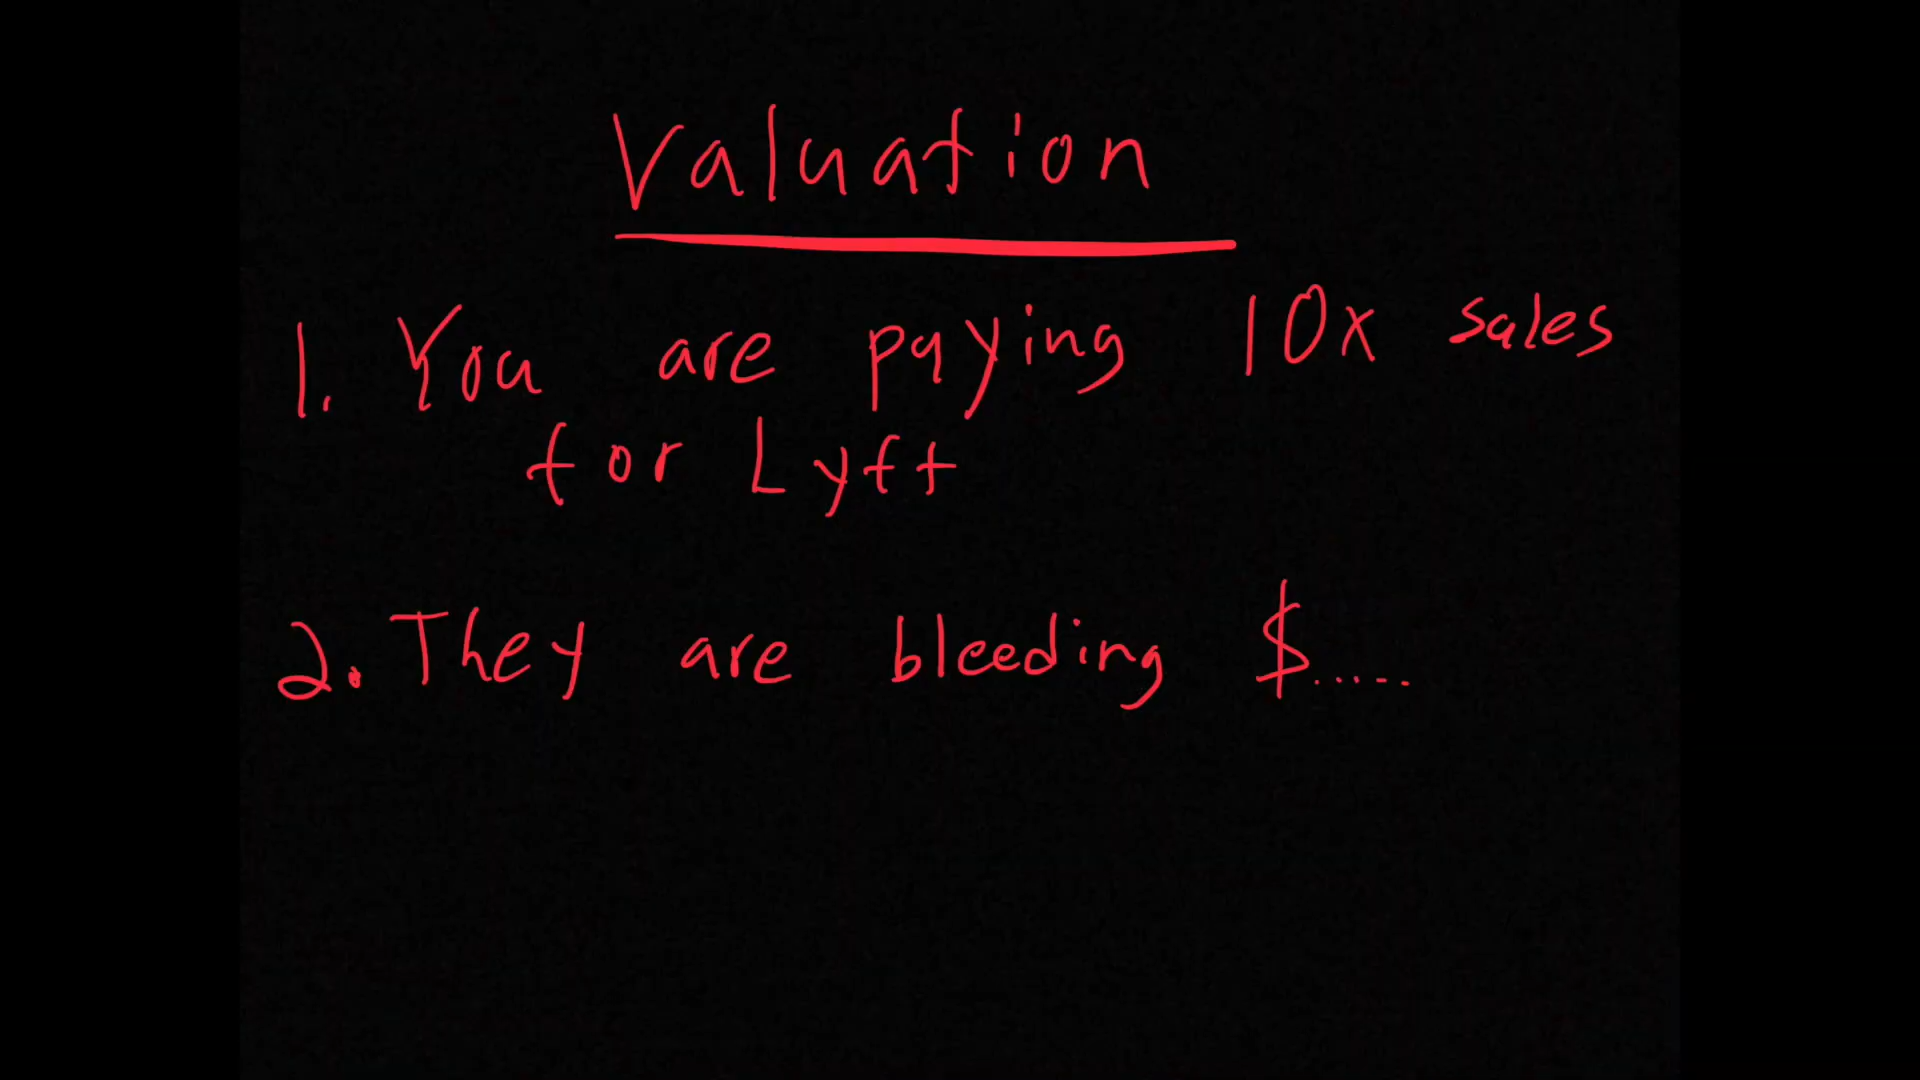 Valuation
1. You are paying 10x sales
for Lyft
2. They are bleeding $.....